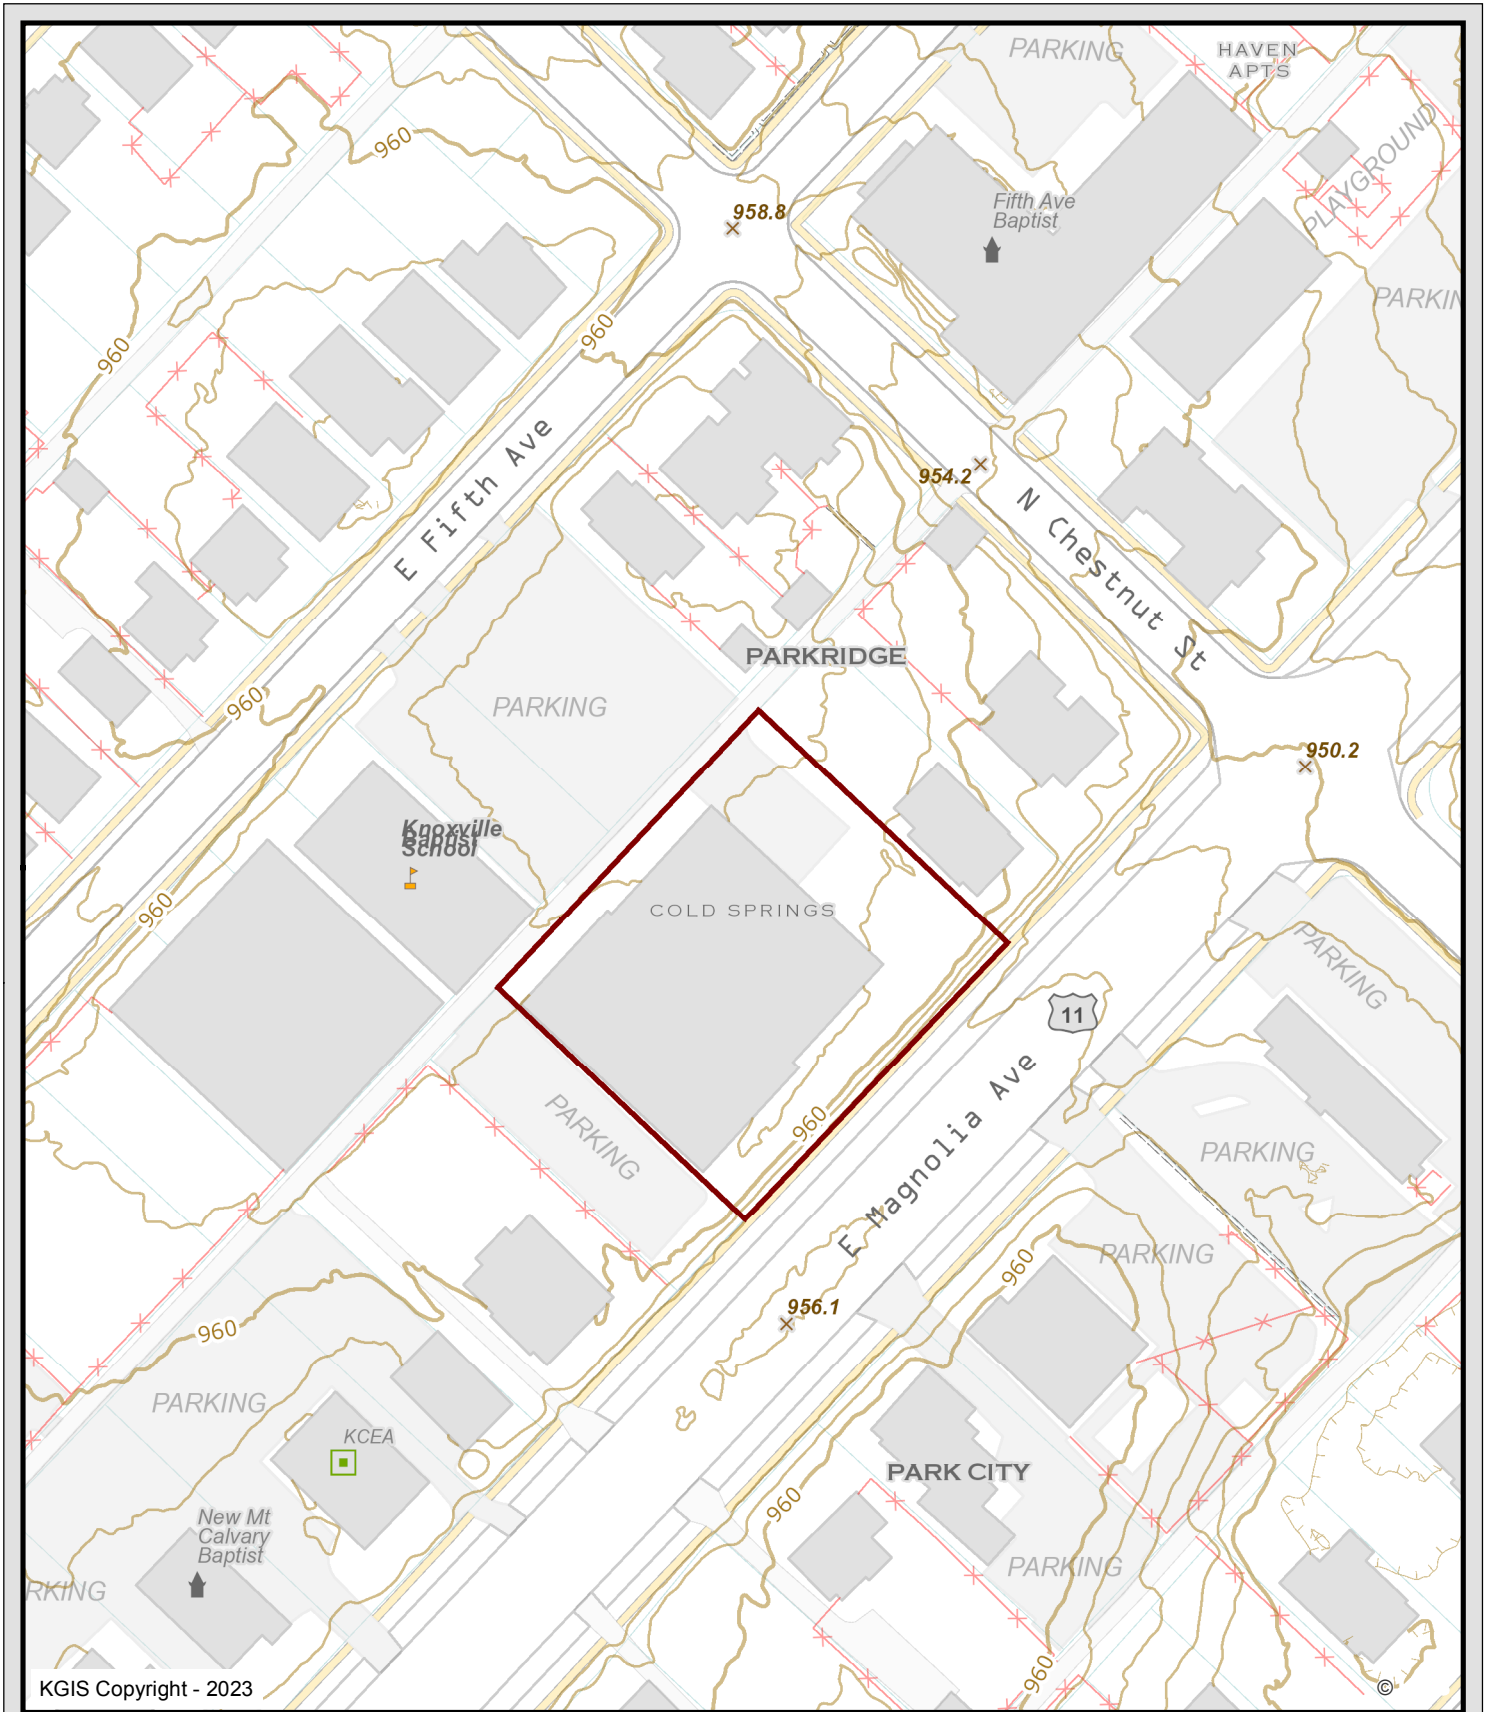 PARKING
HAVEN
APTS
960
PLAYGROUND
958.8
Fifth Ave
Baptist
PARKIN
960
960
E Fifth Ave
954.2
N Chestnut St
PARKRIDGE
960
PARKING
950.2
Knoxville
Baptist
School
960
COLD SPRINGS
PARKING
11
960
PARKING
E Magnolia Ave
PARKING
960
PARKING
956.1
960
PARKING
KCEA
PARK CITY
960
New Mt
Calvary
Baptist
RKING
PARKING
960
KGIS Copyright - 2023
©